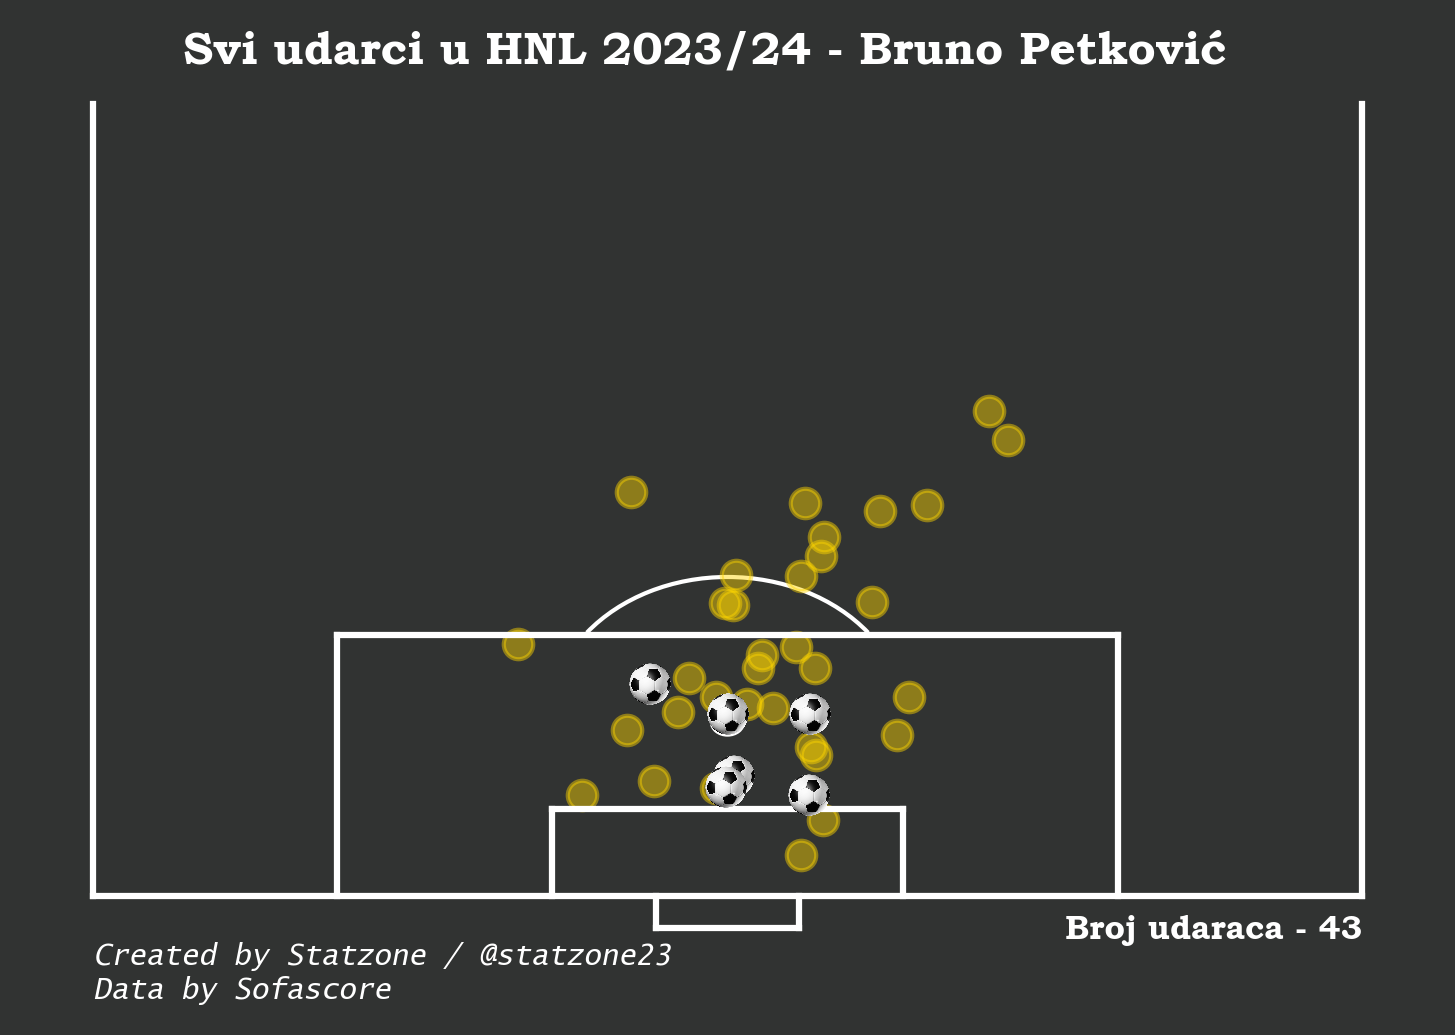 Svi udarci u HNL 2023/24 - Bruno Petković
Broj udaraca - 43
Created by Statzone / @statzone23
Data by Sofascore